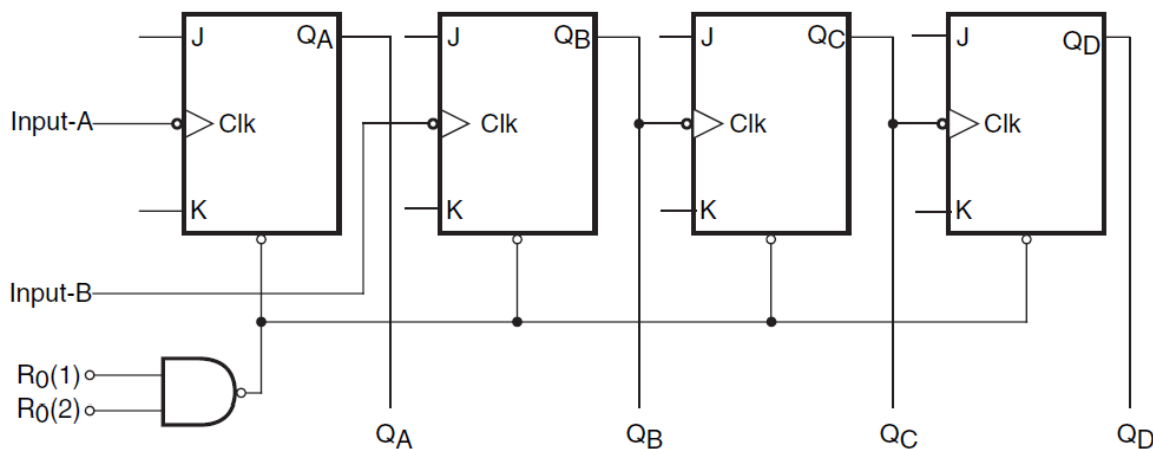 J QA J QB J QC J QD
Input-A Clk Clk Clk Clk
K K K K
Input-B
R0(1)
R0(2)
QA QB QC QD